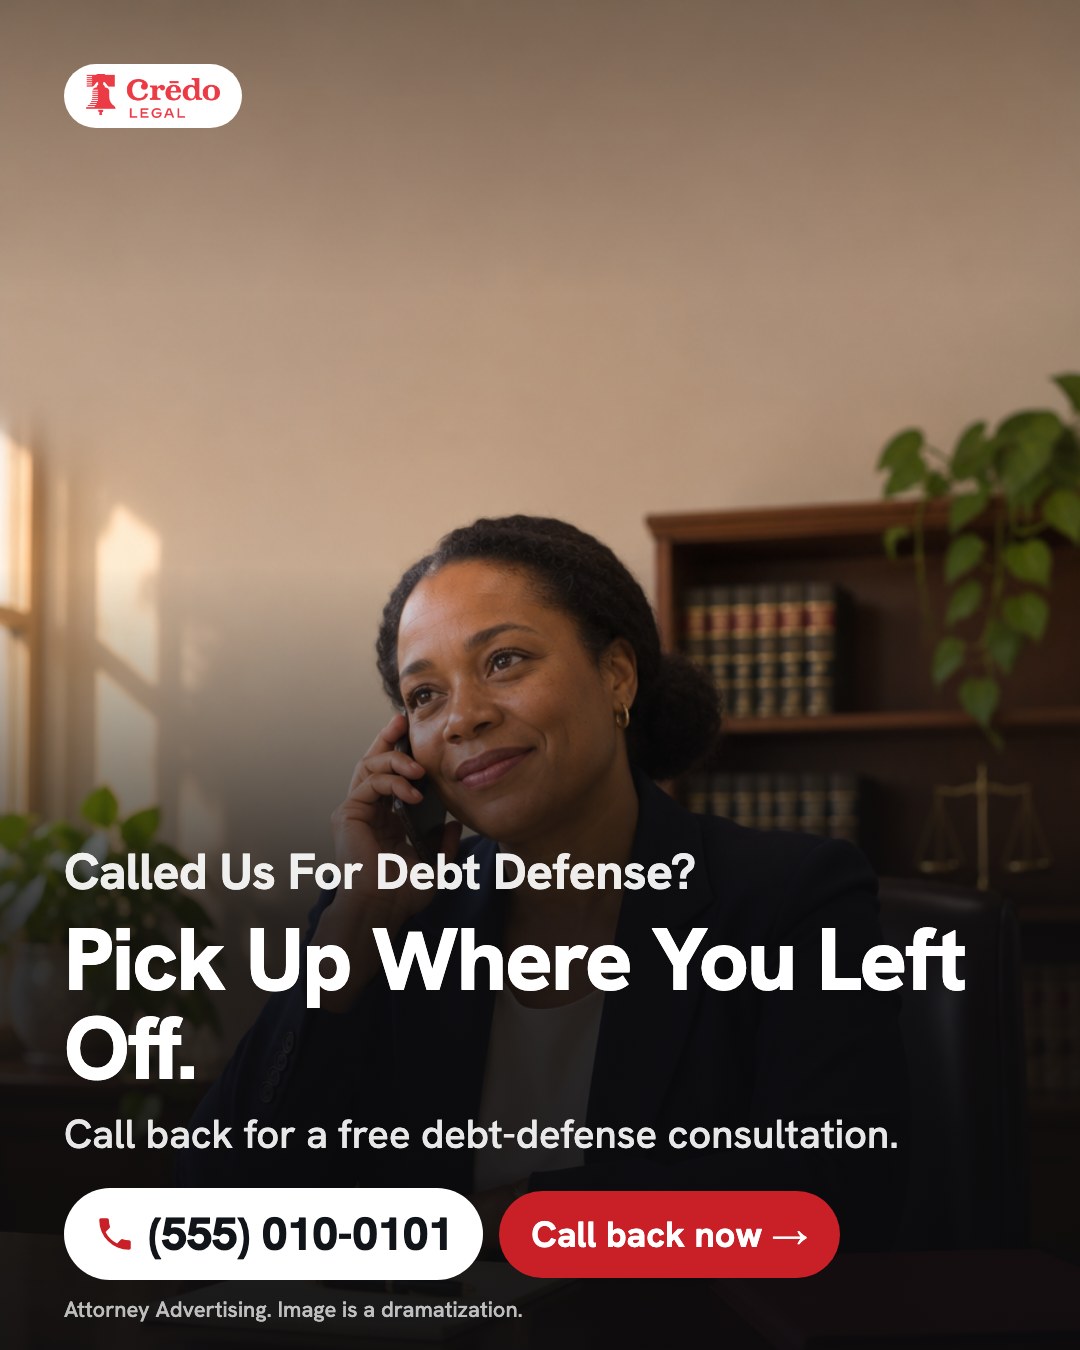 Crēdo
LEGAL
Called Us For Debt Defense?
Pick Up Where You Left
Off.
Call back for a free debt-defense consultation.
(555) 010-0101
Call back now →
Attorney Advertising. Image is a dramatization.